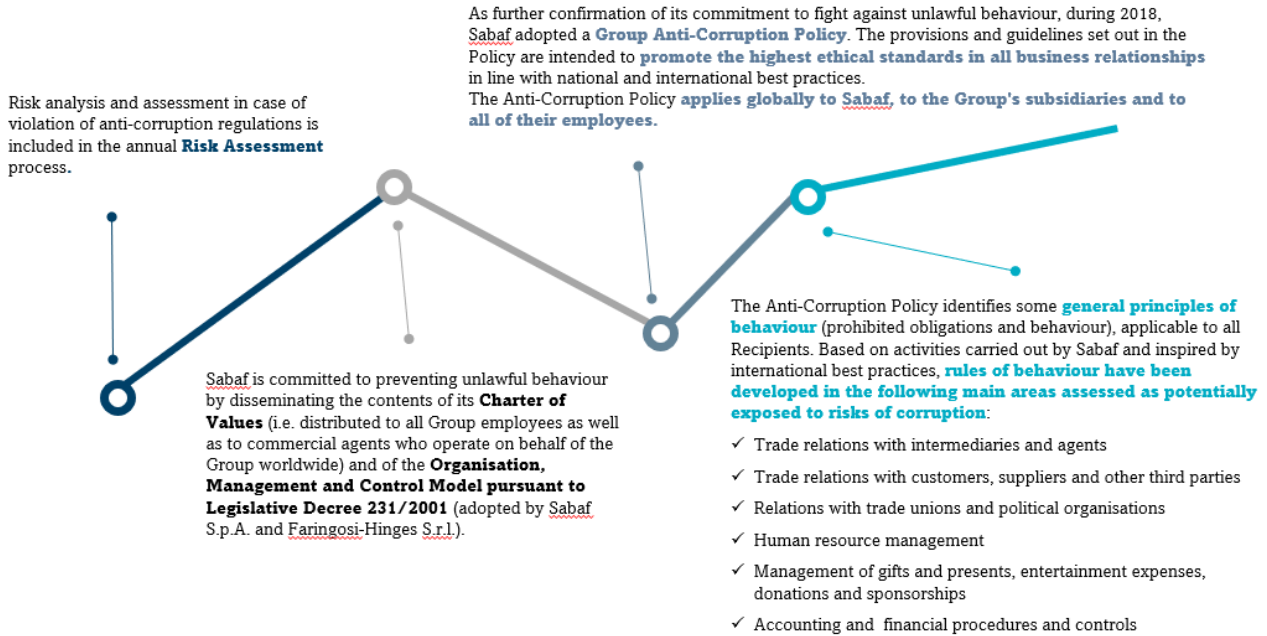 Risk analysis and assessment in case of
violation of anti-corruption regulations is
included in the annual Risk Assessment
process.
Sabaf is committed to preventing unlawful behaviour
by disseminating the contents of its Charter of
Values (i.e. distributed to all Group employees as well
as to commercial agents who operate on behalf of the
Group worldwide) and of the Organisation,
Management and Control Model pursuant to
Legislative Decree 231/2001 (adopted by Sabaf
S.p.A. and Faringosi-Hinges S.r.l.).
As further confirmation of its commitment to fight against unlawful behaviour, during 2018,
Sabaf adopted a Group Anti-Corruption Policy. The provisions and guidelines set out in the
Policy are intended to promote the highest ethical standards in all business relationships
in line with national and international best practices.
The Anti-Corruption Policy applies globally to Sabaf, to the Group's subsidiaries and to
all of their employees.
The Anti-Corruption Policy identifies some general principles of
behaviour (prohibited obligations and behaviour), applicable to all
Recipients. Based on activities carried out by Sabaf and inspired by
international best practices, rules of behaviour have been
developed in the following main areas assessed as potentially
exposed to risks of corruption:
✓ Trade relations with intermediaries and agents
✓ Trade relations with customers, suppliers and other third parties
✓ Relations with trade unions and political organisations
✓ Human resource management
✓ Management of gifts and presents, entertainment expenses,
donations and sponsorships
✓ Accounting and financial procedures and controls